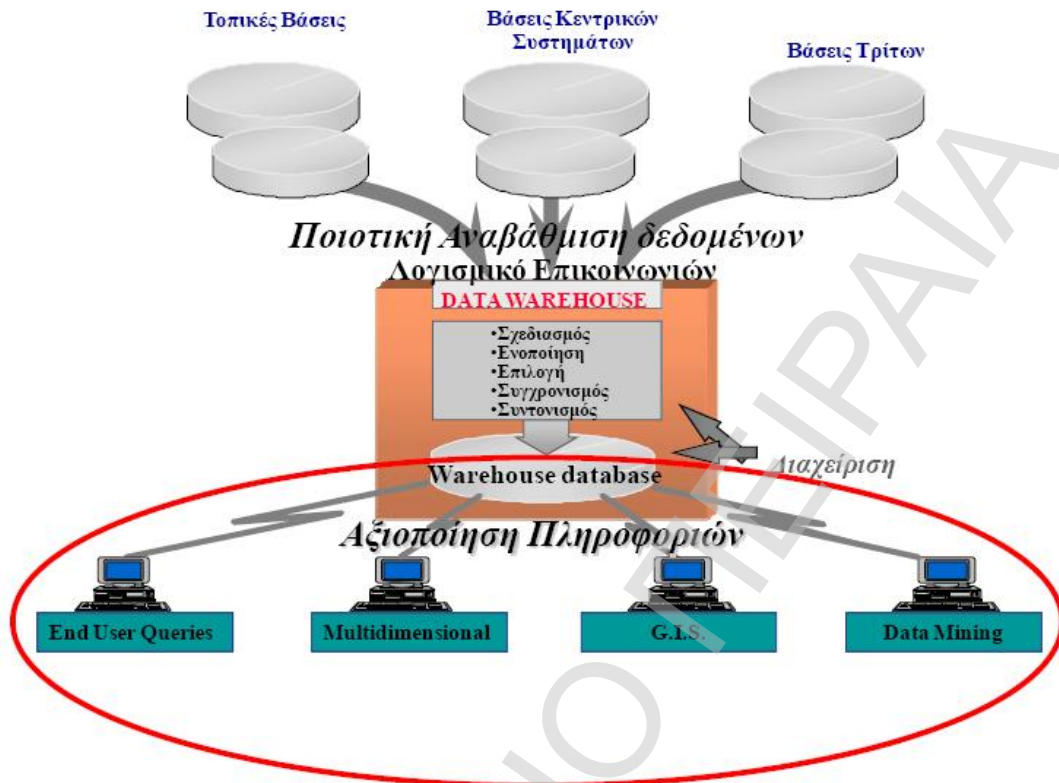 Τοπικές Βάσεις
Βάσεις Κεντρικών
Συστημάτων
Βάσεις Τρίτων
Ποιοτική Αναβάθμιση δεδομένων
Λογισμικό Επικοινωνιών
DATA WAREHOUSE
•Σχεδιασμός
•Ενοποίηση
•Επιλογή
•Συγχρονισμός
•Συντονισμός
Warehouse database
Διαχείριση
Αξιοποίηση Πληροφοριών
End User Queries
Multidimensional
G.I.S.
Data Mining
ΠΕΙΡΑΙΑ